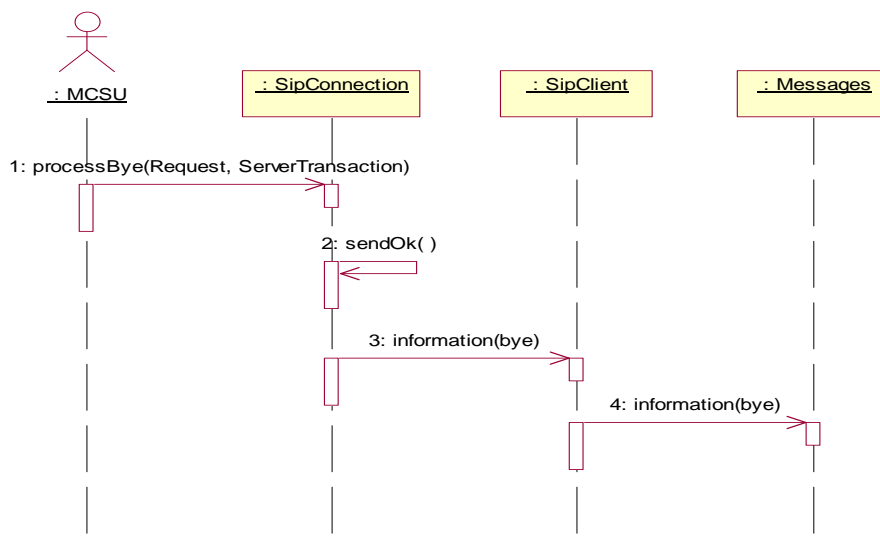 : MCSU
: SipConnection
: SipClient
: Messages
1: processBye(Request, ServerTransaction)
2: sendOk( )
3: information(bye)
4: information(bye)